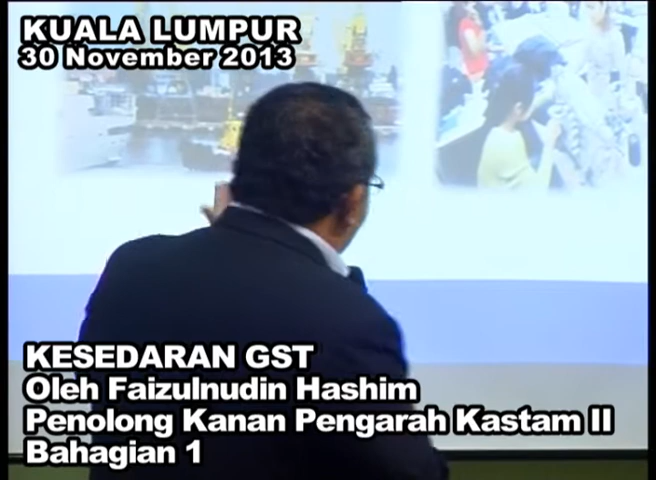 KUALA LUMPUR
30 November 2013
KESEDARAN GST
Oleh Faizulnudin Hashim
Penolong Kanan Pengarah Kastam II
Bahagian 1